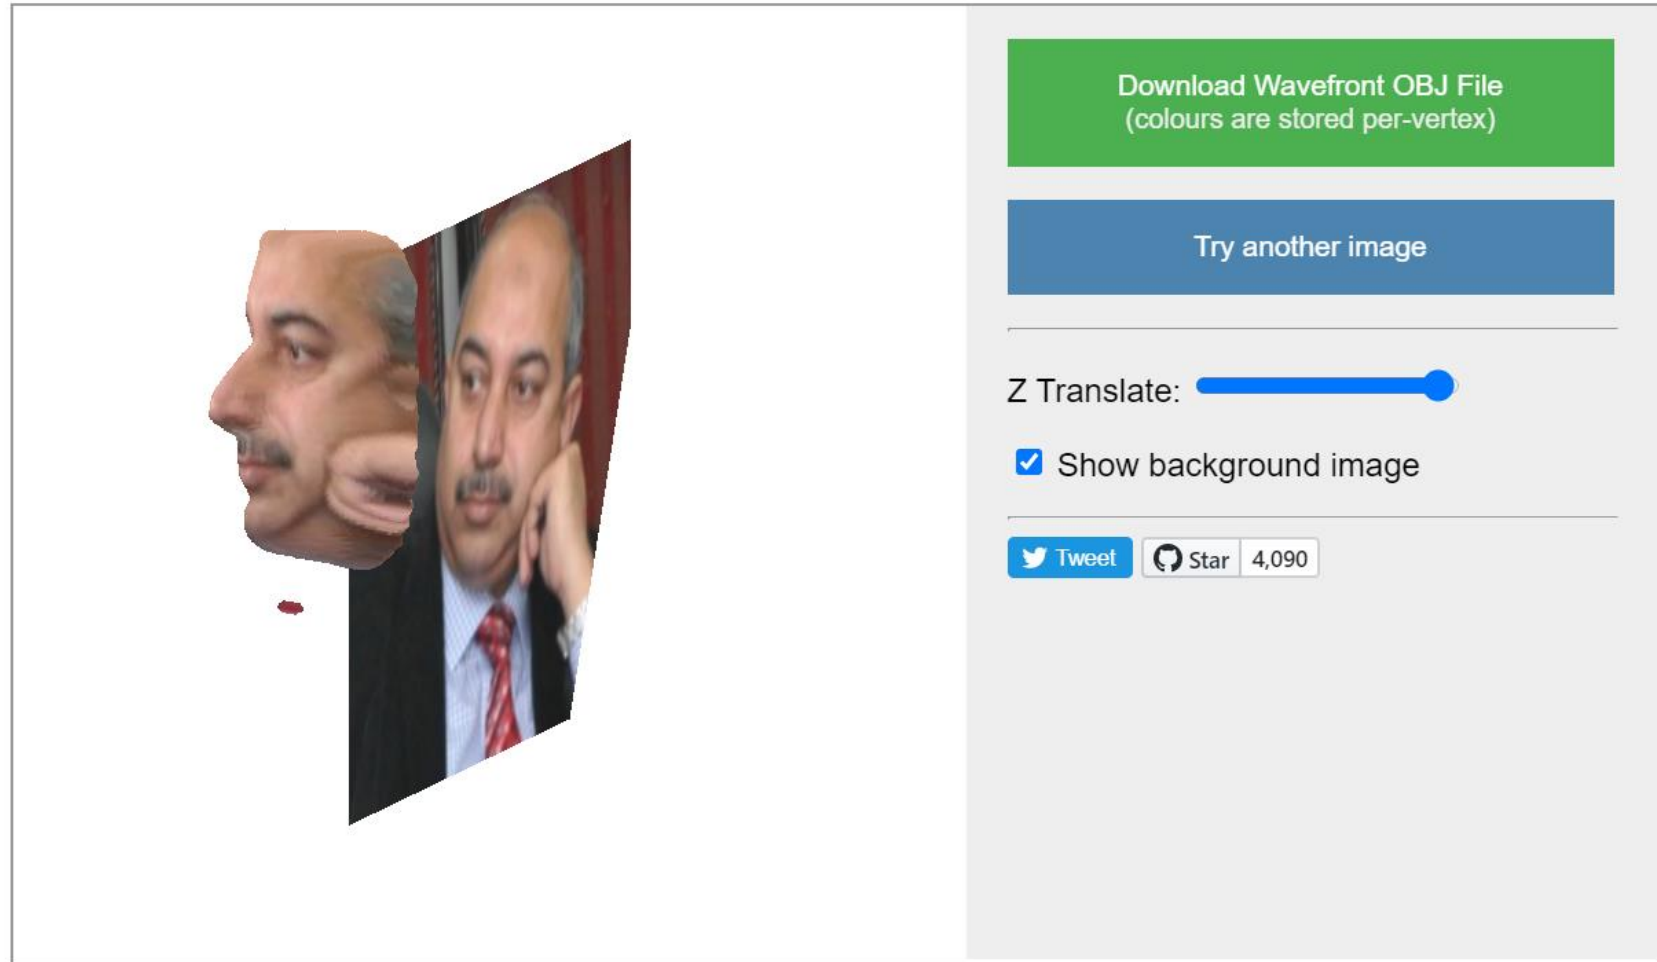 Download Wavefront OBJ File
(colours are stored per-vertex)
Try another image
Z Translate:
Show background image
Tweet
Star 4,090